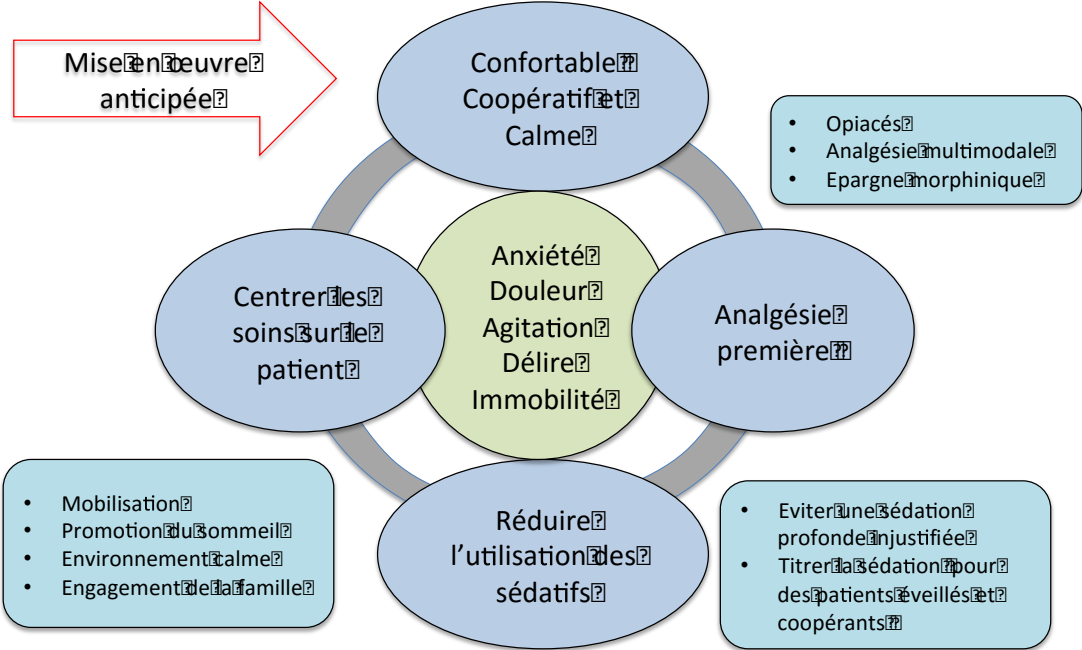 Mise en œuvre
anticipée
Confortable
Coopératif et
Calme
• Opiacés
• Analgésie multimodale
• Epargne morphinique
Anxiété
Douleur
Agitation
Délire
Immobilité
Centrer les
soins sur le
patient
Analgésie
première
Réduire
l’utilisation des
sédatifs
• Mobilisation
• Promotion du sommeil
• Environnement calme
• Engagement de la famille
• Eviter une sédation
profonde injustifiée
• Titrer la sédation pour
des patients éveillés et
coopérants